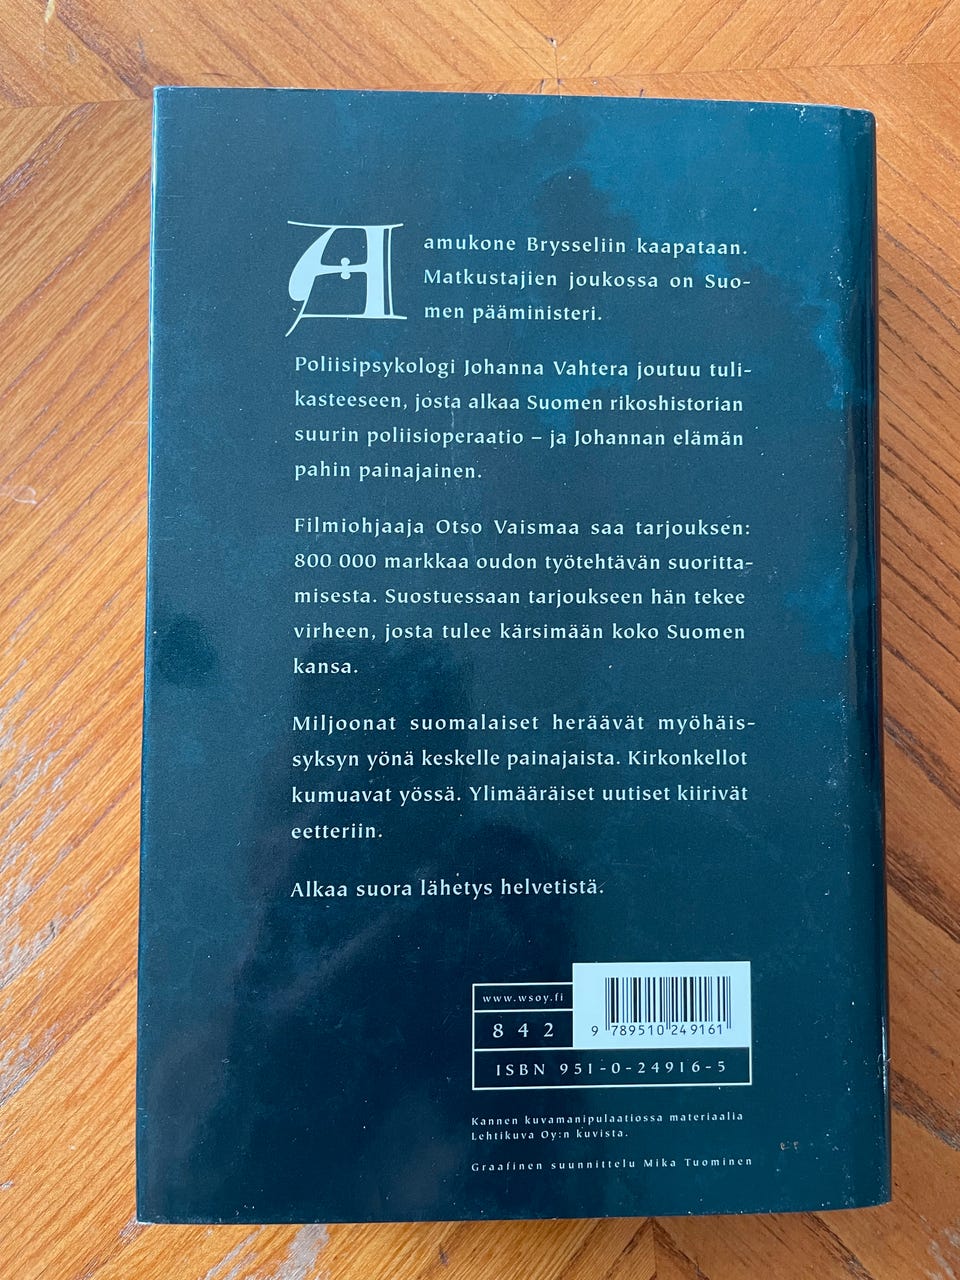 Aamukone Brysseliin kaapataan.
Matkustajien joukossa on Suo-
men pääministeri.
Poliisipsykologi Johanna Vahtera joutuu tuli-
kasteeseen, josta alkaa Suomen rikoshistorian
suurin poliisioperaatio – ja Johannan elämän
pahin painajainen.
Filmiohjaaja Otso Vaismaa saa tarjouksen:
800 000 markkaa oudon työtehtävän suoritta-
misesta. Suostuessaan tarjoukseen hän tekee
virheen, josta tulee kärsimään koko Suomen
kansa.
Miljoonat suomalaiset heräävät myöhäis-
syksyn yönä keskelle painajaista. Kirkonkellot
kumuavat yössä. Ylimääräiset uutiset kiirivät
eetteriin.
Alkaa suora lähetys helvetistä.
www.wsoy.fi
842
9 789510 249161
ISBN 951-0-24916-5
Kannen kuvamanipulaatiossa materiaalia
Lehtikuva Oy:n kuvista.
Graafinen suunnittelu Mika Tuominen